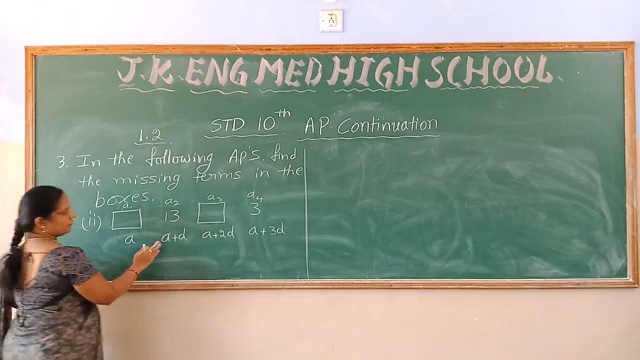 J.K ENG MED HIGH SCHOOL.
STD 10th AP. Continuation
1.2
3. In the following AP'S. find
the missing terms in the
boxes.
a₁ a₂ a₃ a₄
(ii) 13 3
a, a+d a+2d a+3d